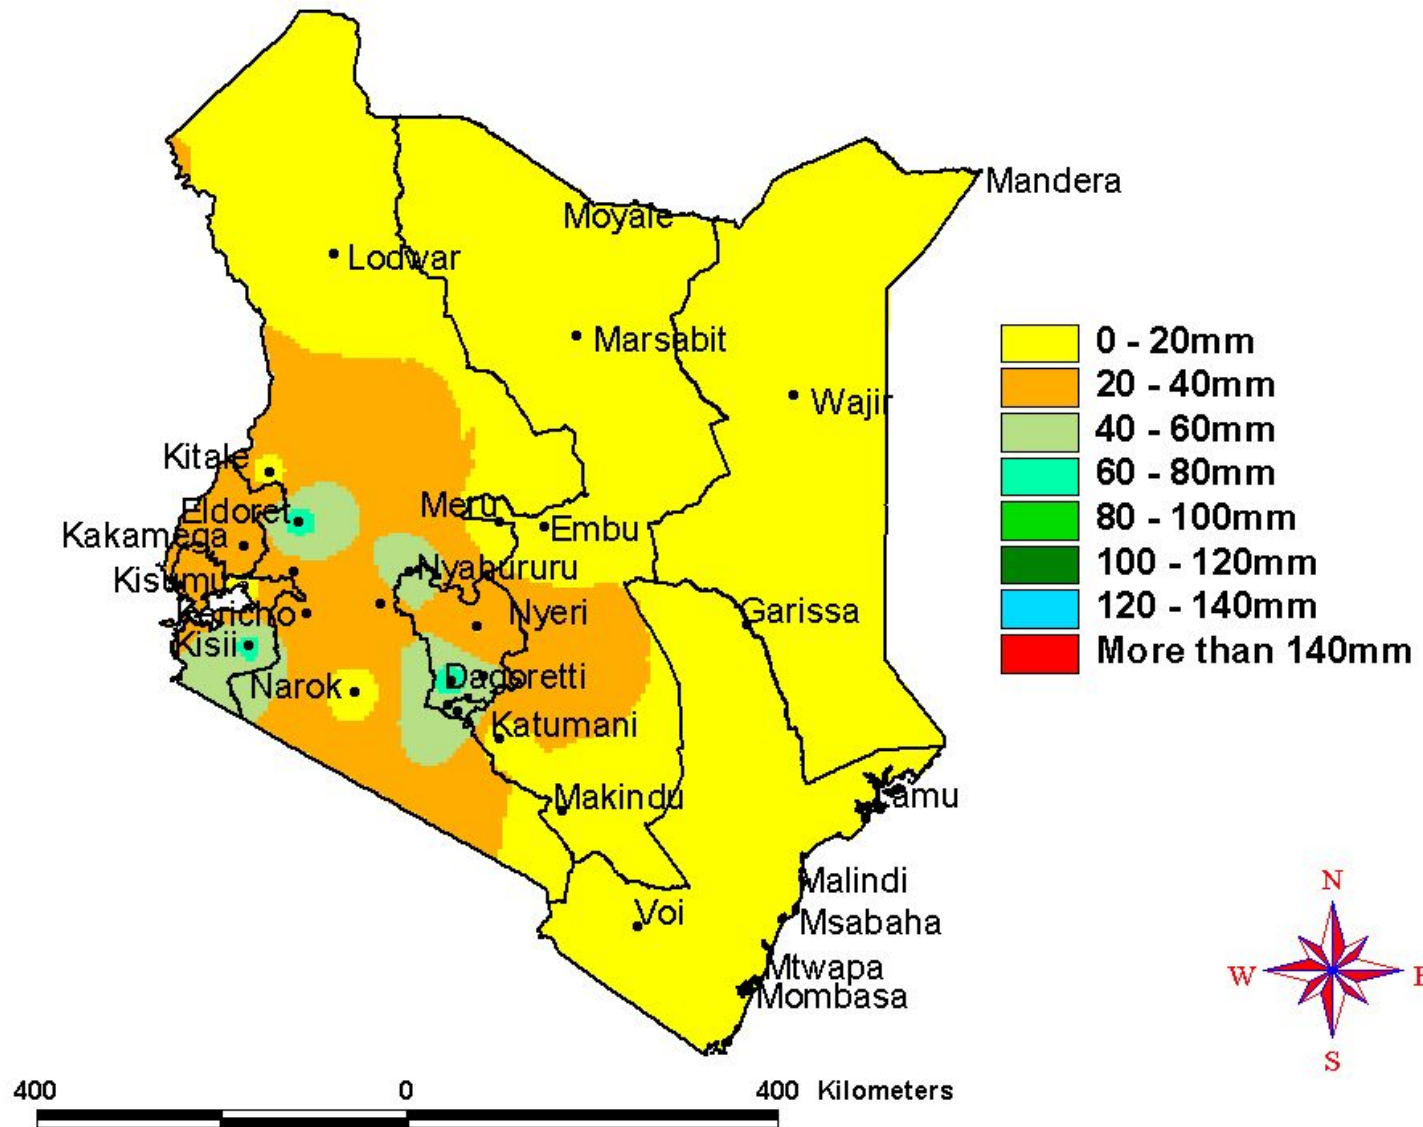 Mandera
Moyale
Lodwar
Marsabit
Wajir
Kitale
Meru
Eldoret
Embu
Kakamega
Nyahururu
Kisumu
Kericho
Nyeri
Garissa
Kisii
Narok
Dagoretti
Katumani
Makindu
Lamu
Malindi
Voi
Msabaha
Mtwapa
Mombasa
0 - 20mm
20 - 40mm
40 - 60mm
60 - 80mm
80 - 100mm
100 - 120mm
120 - 140mm
More than 140mm
N
W
E
S
400 0 400 Kilometers